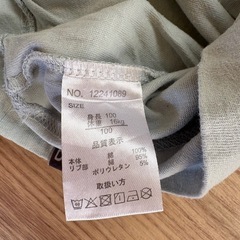 NO. 12241089
SIZE
身長 100
体重 16kg
100
品質表示
本体 綿 100%
リブ部 綿 95%
ポリウレタン 5%
取扱い方